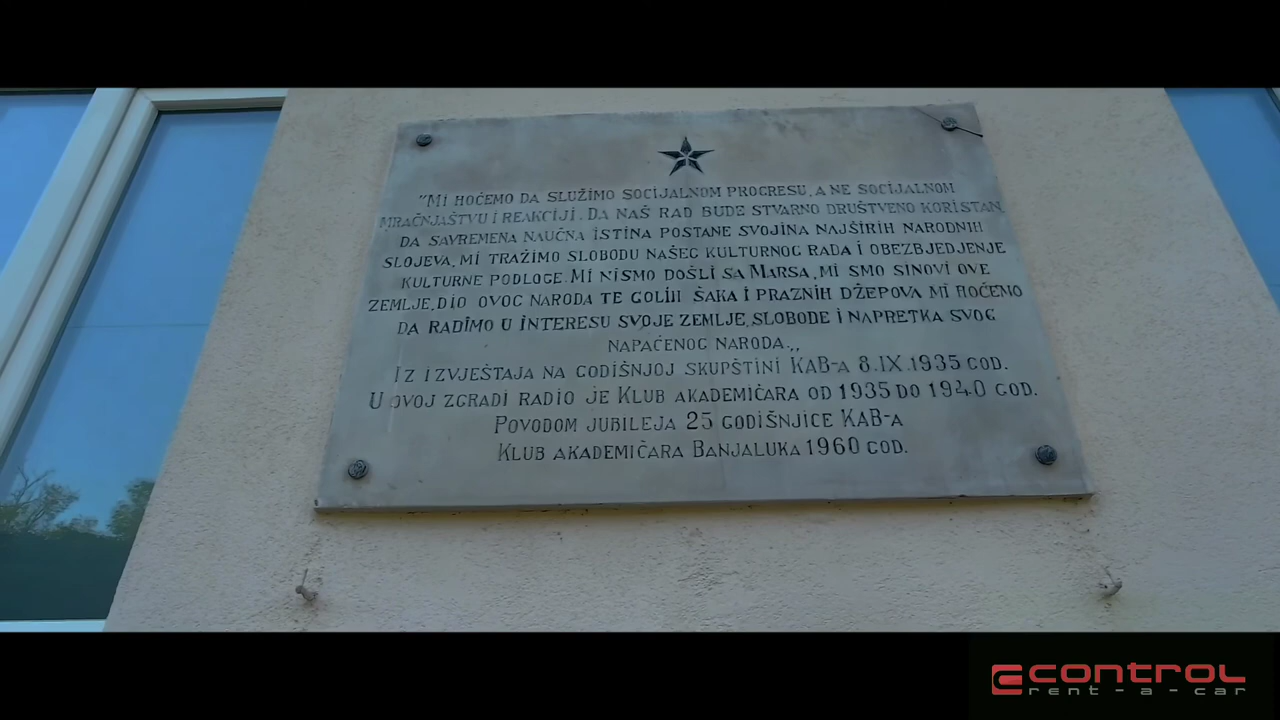 "MI HOĆEMO DA SLUŽIMO SOCIJALNOM PROGRESU, A NE SOCIJALNOM
MRAČNJAŠTVU I REAKCIJI. DA NAŠ RAD BUDE STVARNO DRUŠTVENO KORISTAN,
DA SAVREMENA NAUČNA ISTINA POSTANE SVOJINA NAJŠIRIH NARODNIH
SLOJEVA, MI TRAŽIMO SLOBODU NAŠEG KULTURNOG RADA I OBEZBJEDJENJE
KULTURNE PODLOGE. MI NISMO DOŠLI SA MARSA, MI SMO SINOVI OVE
ZEMLJE, DIO OVOG NARODA TE GOLIH ŠAKA I PRAZNIH DŽEPOVA MI HOĆEMO
DA RADIMO U INTERESU SVOJE ZEMLJE, SLOBODE I NAPRETKA SVOG
NAPAĆENOG NARODA.„
IZ IZVJEŠTAJA NA GODIŠNJOJ SKUPŠTINI KAB-A 8.IX.1935 GOD.
U OVOJ ZGRADI RADIO JE KLUB AKADEMIČARA OD 1935 DO 1940 GOD.
POVODOM JUBILEJA 25 GODIŠNJICE KAB-A
KLUB AKADEMIČARA BANJALUKA 1960 GOD.
CONTROL
rent-a-car